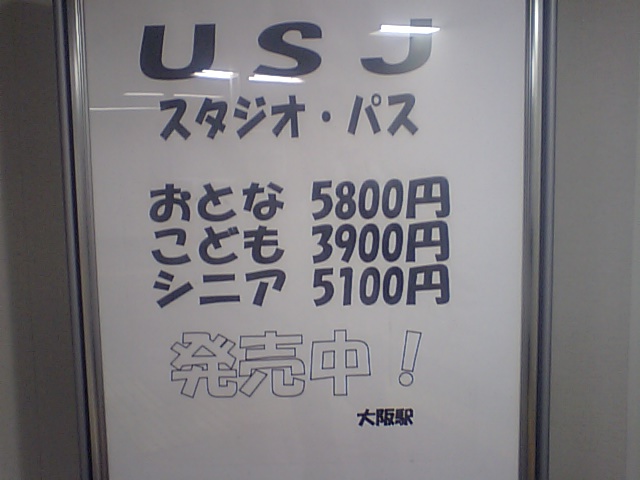 USJ
スタジオ・パス
おとな 5800円
こども 3900円
シニア 5100円
発売中！
大阪駅